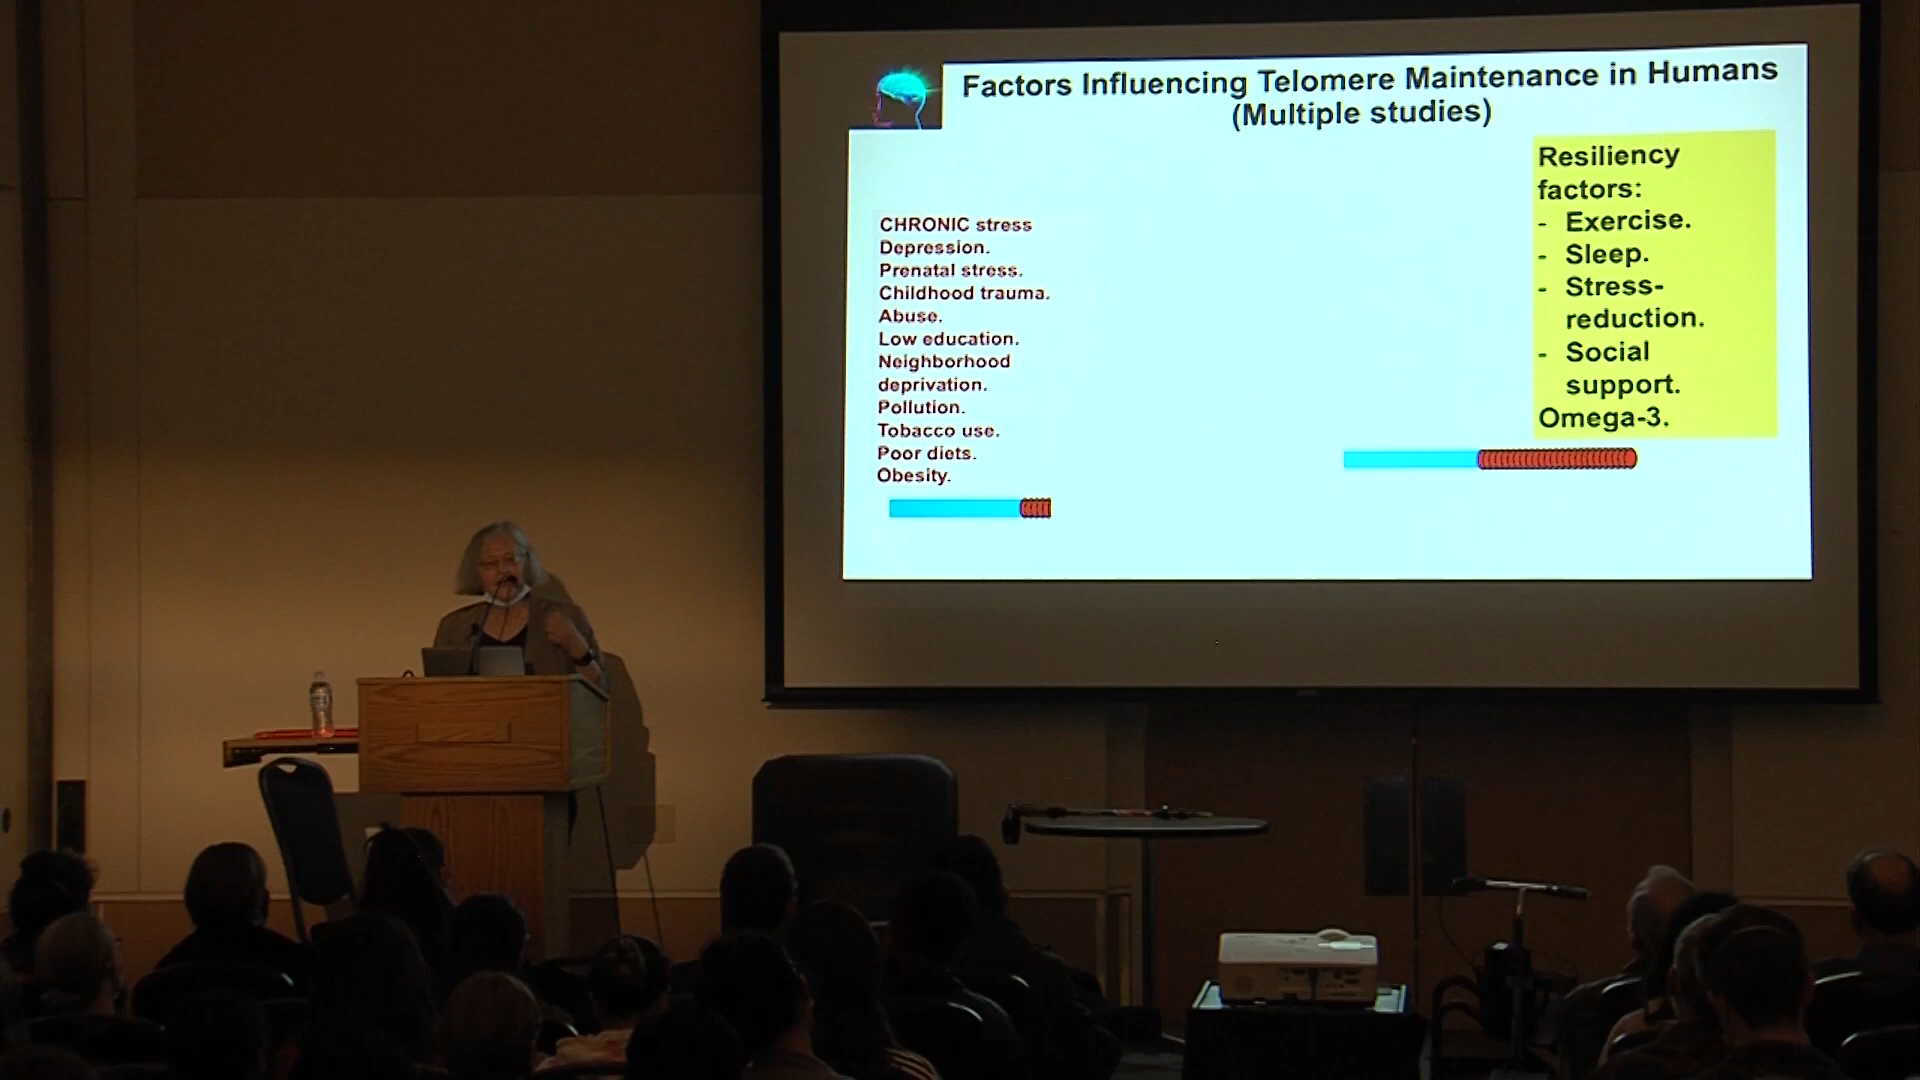 Factors Influencing Telomere Maintenance in Humans
(Multiple studies)
CHRONIC stress
Depression.
Prenatal stress.
Childhood trauma.
Abuse.
Low education.
Neighborhood
deprivation.
Pollution.
Tobacco use.
Poor diets.
Obesity.
Resiliency
factors:
- Exercise.
- Sleep.
- Stress-
reduction.
- Social
support.
Omega-3.